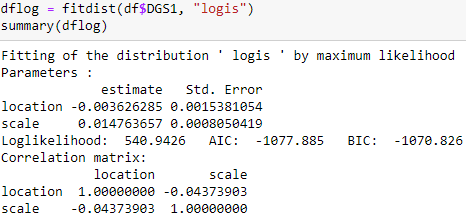 dflog = fitdist(df$DGS1, "logis")
summary(dflog)
Fitting of the distribution ' logis ' by maximum likelihood
Parameters :
estimate Std. Error
location -0.003626285 0.0015381054
scale 0.014763657 0.0008050419
Loglikelihood: 540.9426 AIC: -1077.885 BIC: -1070.826
Correlation matrix:
location scale
location 1.00000000 -0.04373903
scale -0.04373903 1.00000000